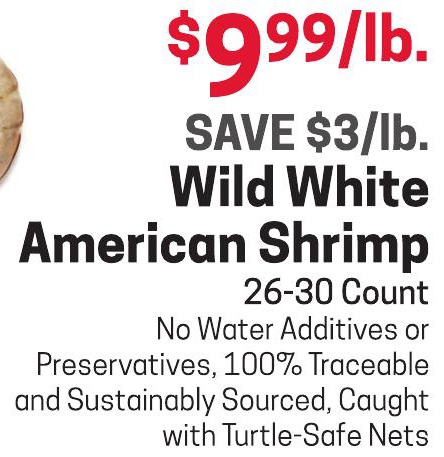 $9.99/lb.
SAVE $3/lb.
Wild White
American Shrimp
26-30 Count
No Water Additives or
Preservatives, 100% Traceable
and Sustainably Sourced, Caught
with Turtle-Safe Nets